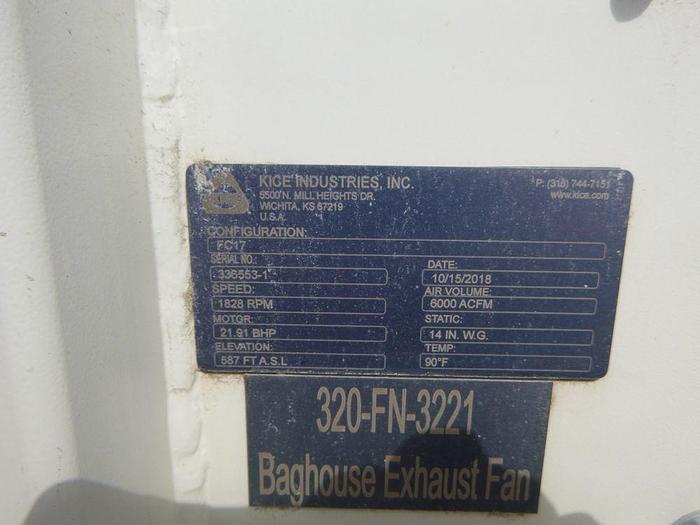 KICE INDUSTRIES, INC.
5500 N. MILL HEIGHTS DR.
WICHITA, KS 67219
U.S.A.
P: (316) 744-7151
www.kice.com
CONFIGURATION:
FC17
SERIAL NO.:
336553-1
DATE:
10/15/2018
SPEED:
1828 RPM
AIR VOLUME:
6000 ACFM
MOTOR:
21.91 BHP
STATIC:
14 IN. W.G.
ELEVATION:
587 FT A.S.L
TEMP:
90°F
320-FN-3221
Baghouse Exhaust Fan